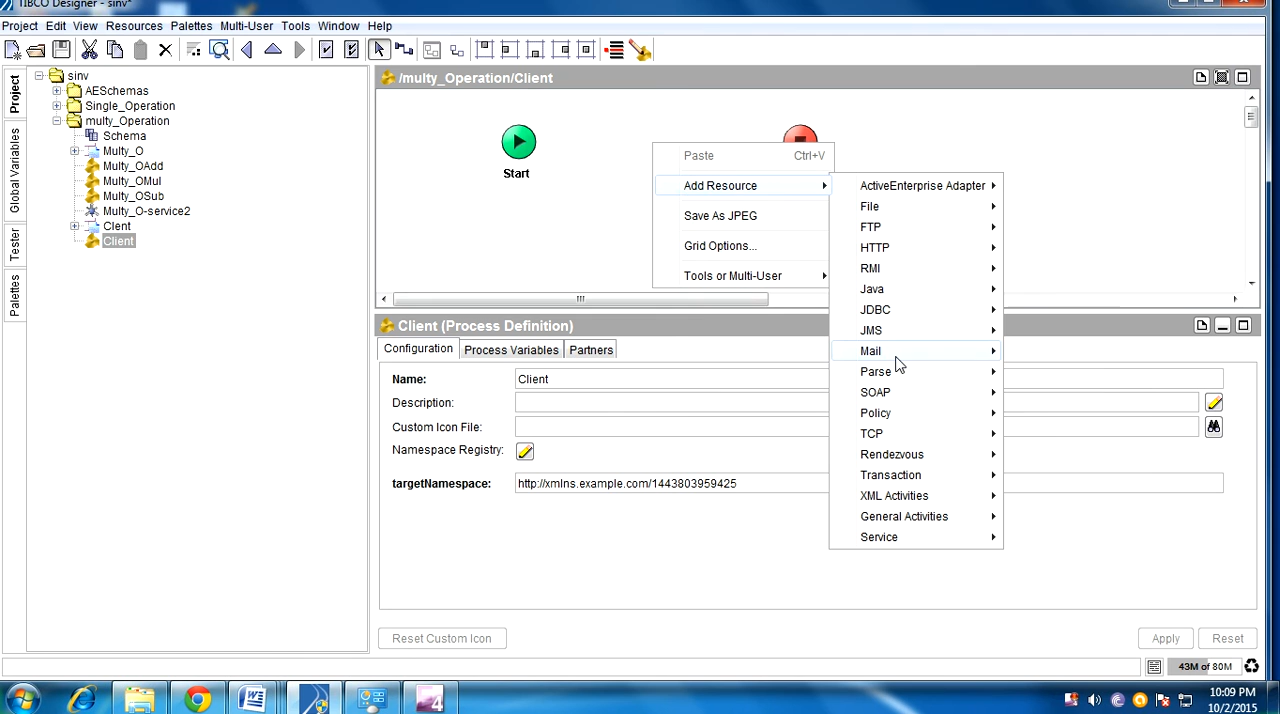 TIBCO Designer - sinv*
Project Edit View Resources Palettes Multi-User Tools Window Help
Project
Global Variables
Tester
Palettes
sinv
AESchemas
Single_Operation
multy_Operation
Schema
Multy_O
Multy_OAdd
Multy_OMul
Multy_OSub
Multy_O-service2
Clent
Client
/multy_Operation/Client
Start
Paste Ctrl+V
Add Resource
Save As JPEG
Grid Options...
Tools or Multi-User
ActiveEnterprise Adapter
File
FTP
HTTP
RMI
Java
JDBC
JMS
Mail
Parse
SOAP
Policy
TCP
Rendezvous
Transaction
XML Activities
General Activities
Service
Client (Process Definition)
Configuration Process Variables Partners
Name: Client
Description:
Custom Icon File:
Namespace Registry:
targetNamespace: http://xmlns.example.com/1443803959425
Reset Custom Icon Apply Reset
43M of 80M
10:09 PM
10/2/2015